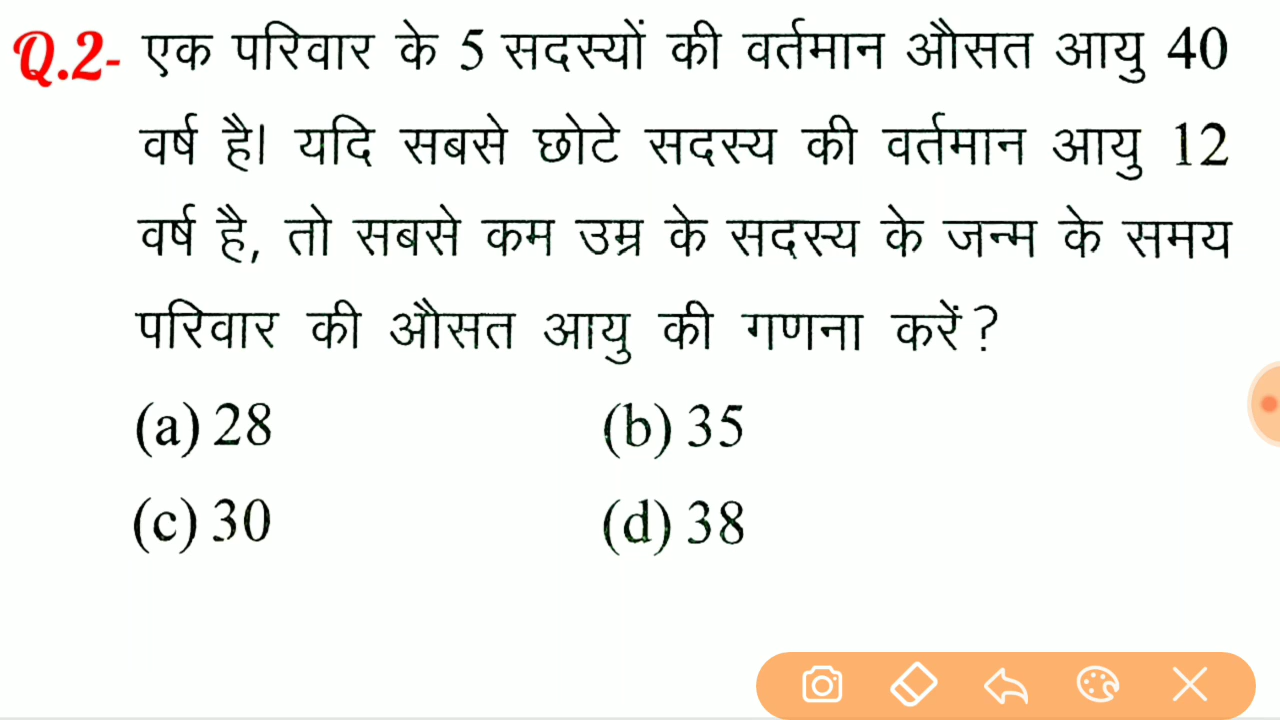 Q.2- एक परिवार के 5 सदस्यों की वर्तमान औसत आयु 40
वर्ष है। यदि सबसे छोटे सदस्य की वर्तमान आयु 12
वर्ष है, तो सबसे कम उम्र के सदस्य के जन्म के समय
परिवार की औसत आयु की गणना करें?
(a) 28 (b) 35
(c) 30 (d) 38